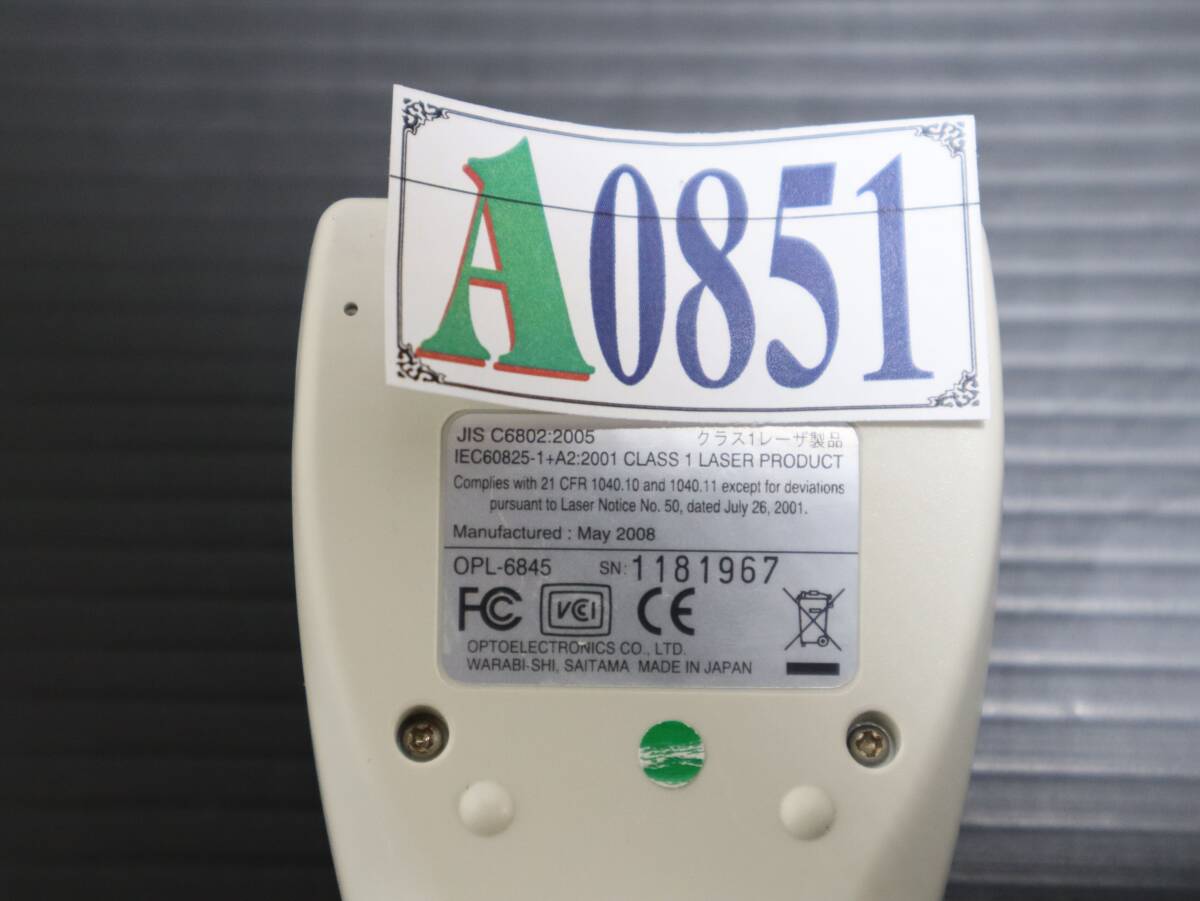 A0851
JIS C6802:2005 クラス1レーザ製品
IEC60825-1+A2:2001 CLASS 1 LASER PRODUCT
Complies with 21 CFR 1040.10 and 1040.11 except for deviations
pursuant to Laser Notice No. 50, dated July 26, 2001.
Manufactured : May 2008
OPL-6845 SN: 1181967
FC VCCI CE
OPTOELECTRONICS CO., LTD.
WARABI-SHI, SAITAMA MADE IN JAPAN